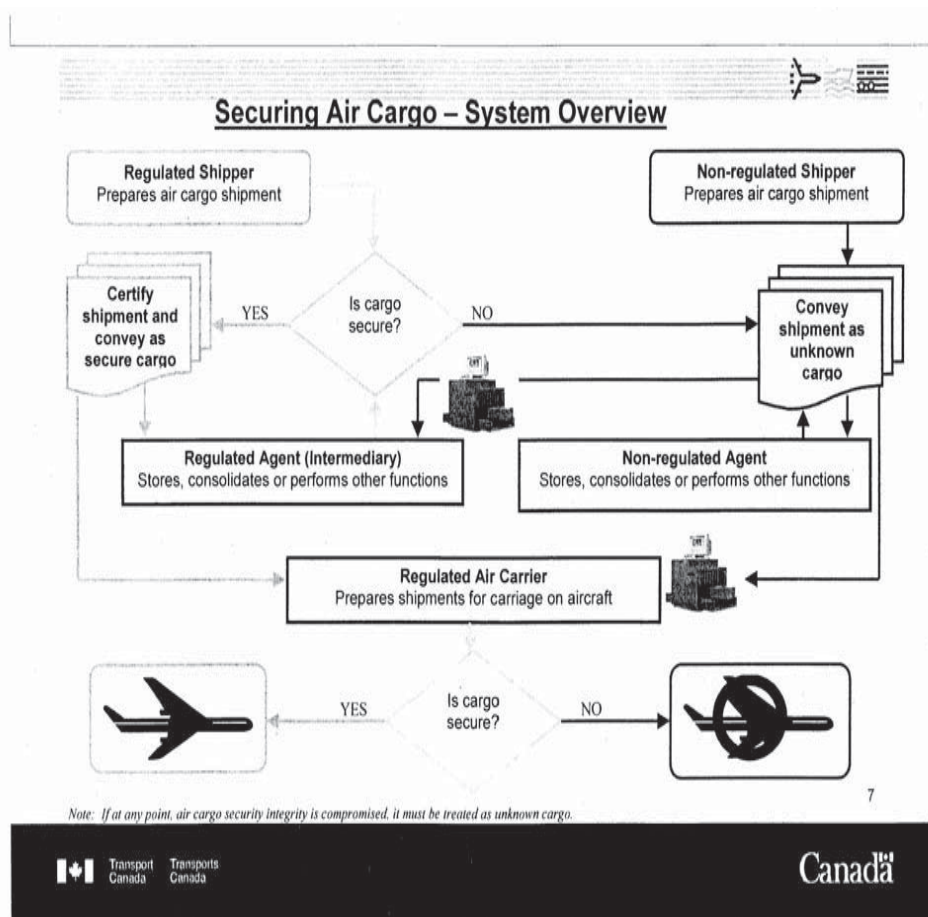 Securing Air Cargo – System Overview
Regulated Shipper
Prepares air cargo shipment
Non-regulated Shipper
Prepares air cargo shipment
Certify
shipment and
convey as
secure cargo
YES
Is cargo
secure?
NO
Convey
shipment as
unknown
cargo
Regulated Agent (Intermediary)
Stores, consolidates or performs other functions
Non-regulated Agent
Stores, consolidates or performs other functions
Regulated Air Carrier
Prepares shipments for carriage on aircraft
YES
Is cargo
secure?
NO
7
Note: If at any point, air cargo security integrity is compromised, it must be treated as unknown cargo.
Transport Transports
Canada Canada
Canada